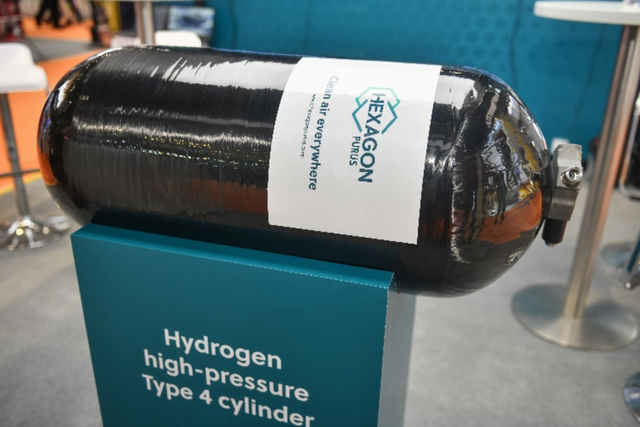 HEXAGON
PURUS
Clean air everywhere
Hydrogen
high-pressure
Type 4 cylinder